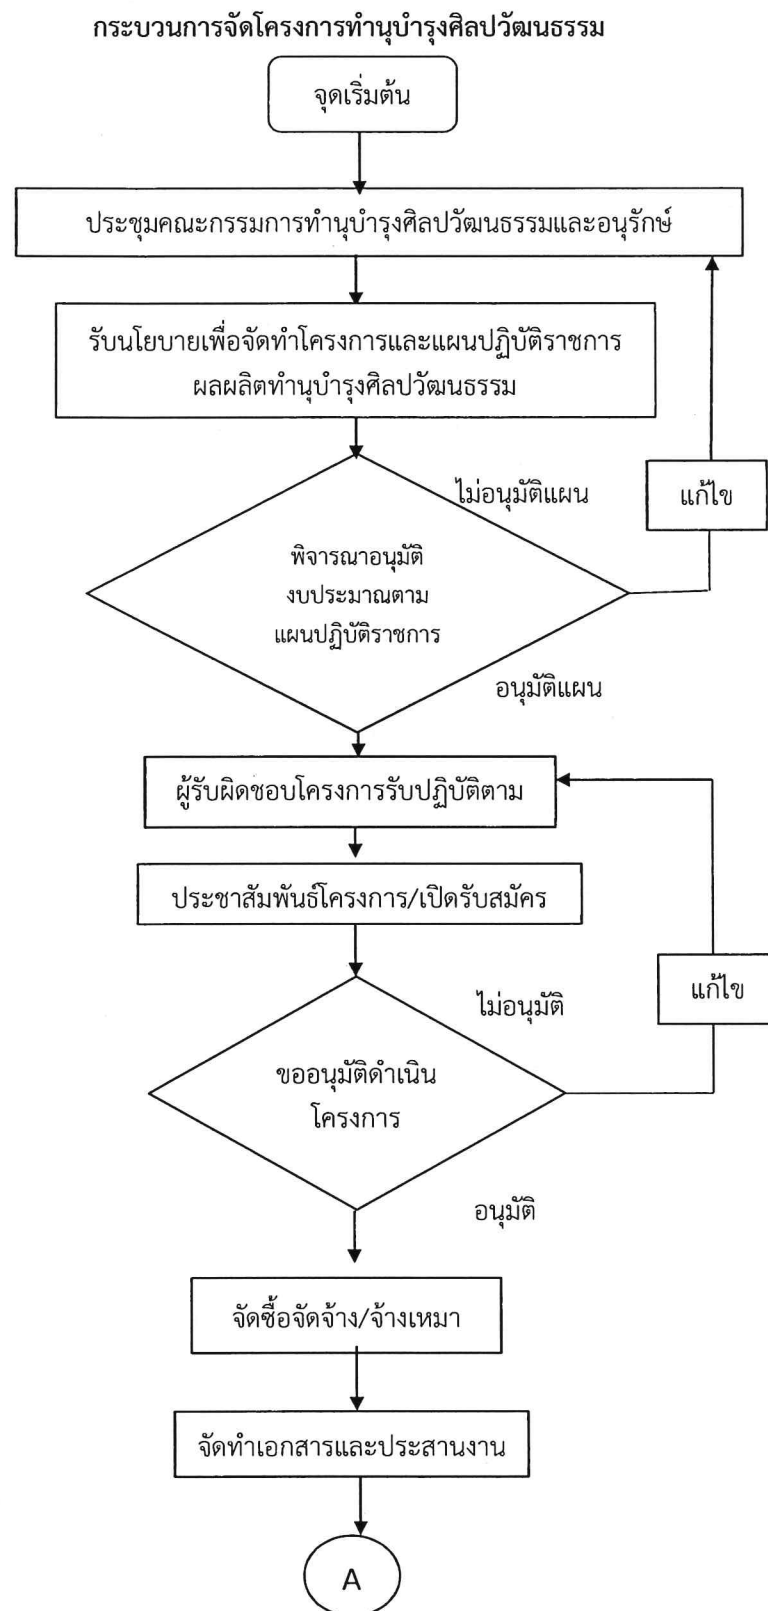 กระบวนการจัดโครงการทำนุบำรุงศิลปวัฒนธรรม
จุดเริ่มต้น
ประชุมคณะกรรมการทำนุบำรุงศิลปวัฒนธรรมและอนุรักษ์
รับนโยบายเพื่อจัดทำโครงการและแผนปฏิบัติราชการ
ผลผลิตทำนุบำรุงศิลปวัฒนธรรม
ไม่อนุมัติแผน
แก้ไข
พิจารณาอนุมัติ
งบประมาณตาม
แผนปฏิบัติราชการ
อนุมัติแผน
ผู้รับผิดชอบโครงการรับปฏิบัติตาม
ประชาสัมพันธ์โครงการ/เปิดรับสมัคร
ไม่อนุมัติ
แก้ไข
ขออนุมัติดำเนิน
โครงการ
อนุมัติ
จัดซื้อจัดจ้าง/จ้างเหมา
จัดทำเอกสารและประสานงาน
A